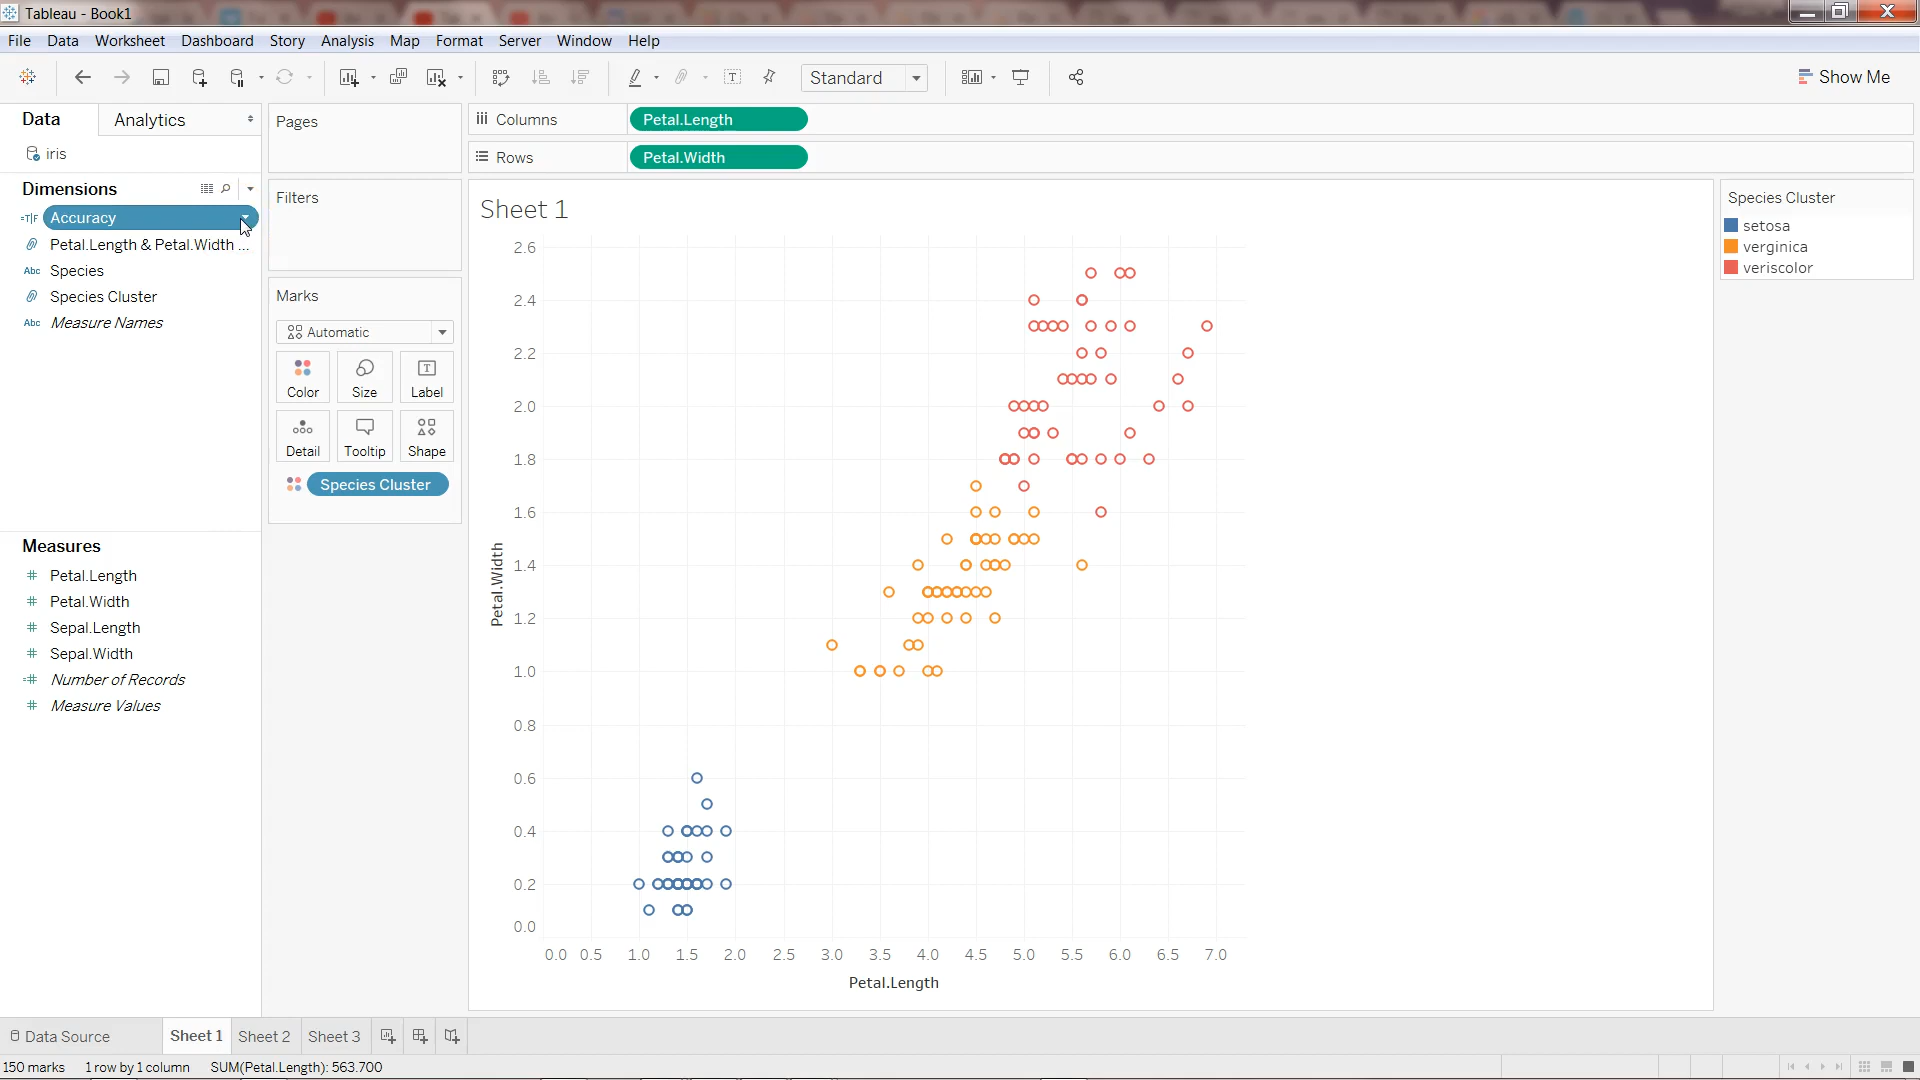 Tableau - Book1
File Data Worksheet Dashboard Story Analysis Map Format Server Window Help
Standard
Show Me
Data
Analytics
iris
Dimensions
=T|F Accuracy
Petal.Length & Petal.Width ...
Abc Species
Species Cluster
Abc Measure Names
Measures
# Petal.Length
# Petal.Width
# Sepal.Length
# Sepal.Width
=# Number of Records
# Measure Values
Pages
Filters
Marks
Automatic
Color Size Label
Detail Tooltip Shape
Species Cluster
Columns
Petal.Length
Rows
Petal.Width
Sheet 1
2.6
2.4
2.2
2.0
1.8
1.6
1.4
1.2
1.0
0.8
0.6
0.4
0.2
0.0
Petal.Width
0.0 0.5 1.0 1.5 2.0 2.5 3.0 3.5 4.0 4.5 5.0 5.5 6.0 6.5 7.0
Petal.Length
Species Cluster
setosa
verginica
veriscolor
Data Source
Sheet 1
Sheet 2
Sheet 3
150 marks 1 row by 1 column SUM(Petal.Length): 563.700